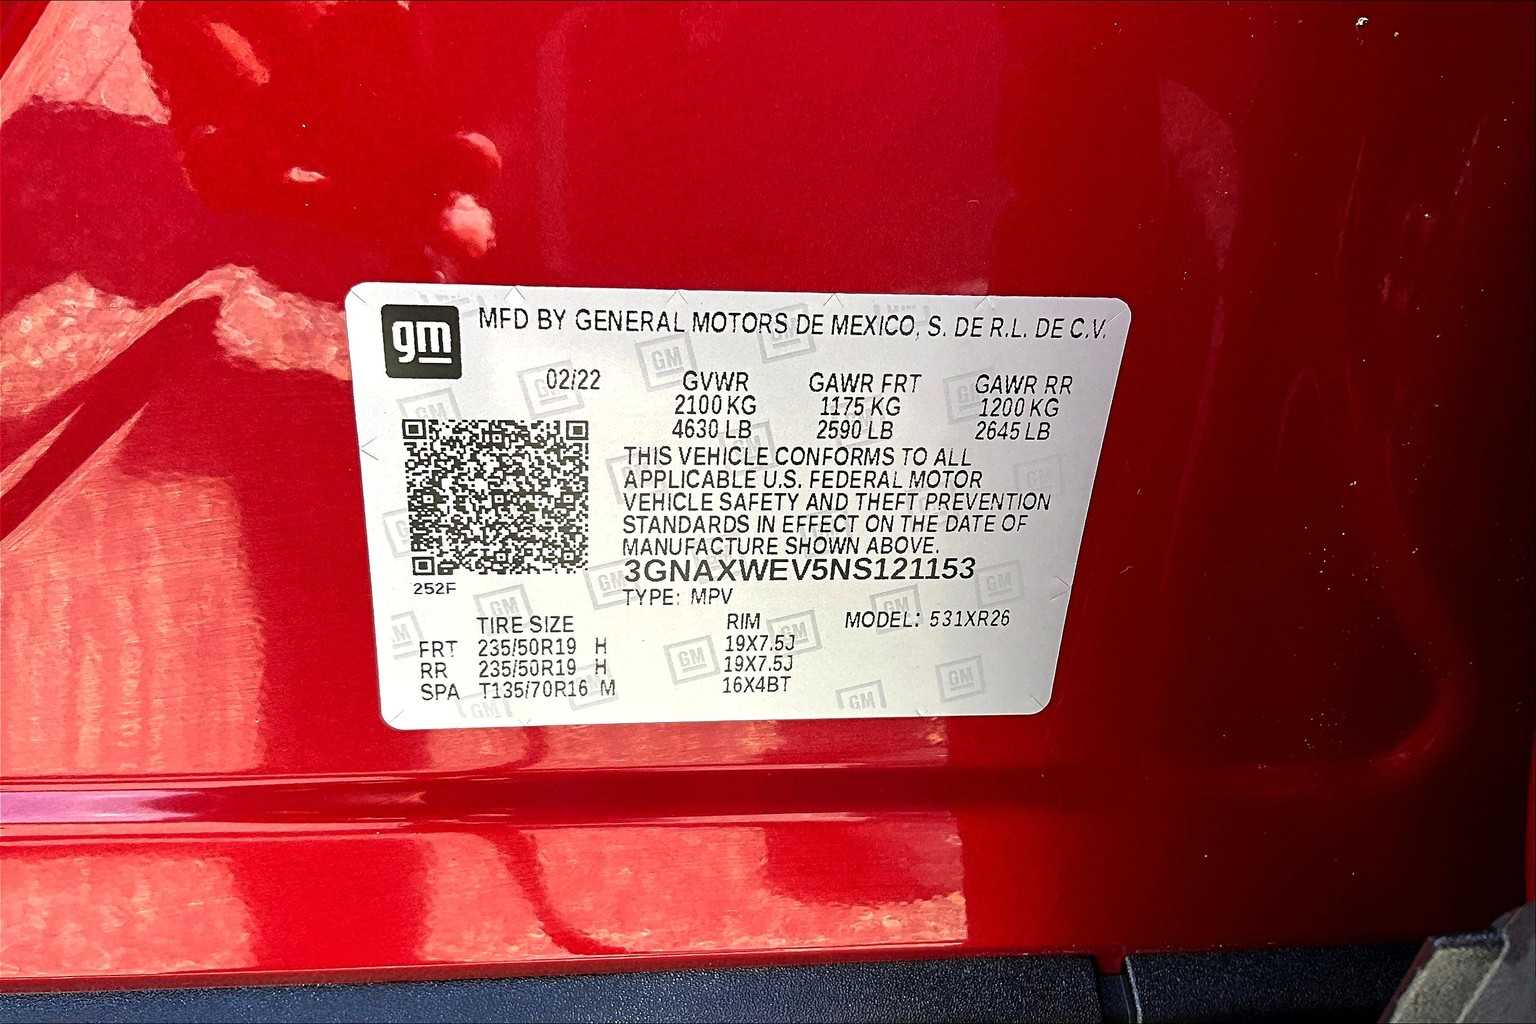 gm MFD BY GENERAL MOTORS DE MEXICO, S. DE R.L. DE C.V.
02/22 GVWR GAWR FRT GAWR RR
2100 KG 1175 KG 1200 KG
4630 LB 2590 LB 2645 LB
THIS VEHICLE CONFORMS TO ALL
APPLICABLE U.S. FEDERAL MOTOR
VEHICLE SAFETY AND THEFT PREVENTION
STANDARDS IN EFFECT ON THE DATE OF
MANUFACTURE SHOWN ABOVE.
3GNAXWEV5NS121153
252F
TYPE: MPV
TIRE SIZE RIM MODEL: 531XR26
FRT 235/50R19 H 19X7.5J
RR 235/50R19 H 19X7.5J
SPA T135/70R16 M 16X4BT